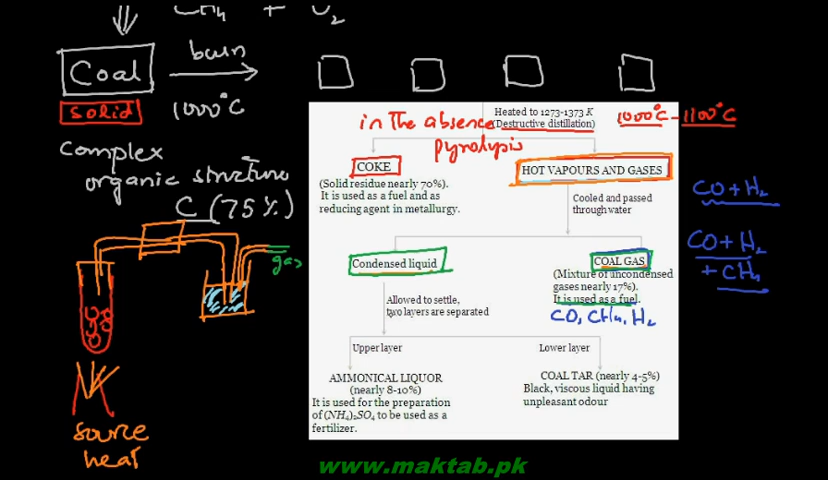 CH4 + O2
Coal
burn
1000°C
solid
complex
organic structure
C (75%)
gas
source
heat
Heated to 1273-1373 K
(Destructive distillation)
in the absence
pyrolysis
1000°C - 1100°C
COKE
(Solid residue nearly 70%).
It is used as a fuel and as
reducing agent in metallurgy.
HOT VAPOURS AND GASES
Cooled and passed
through water
CO + H2
CO + H2
+ CH4
Condensed liquid
COAL GAS
(Mixture of uncondensed
gases nearly 17%).
It is used as a fuel.
CO, CH4, H2
Allowed to settle,
two layers are separated
Upper layer
Lower layer
AMMONICAL LIQUOR
(nearly 8-10%)
It is used for the preparation
of (NH4)2SO4 to be used as a
fertilizer.
COAL TAR (nearly 4-5%)
Black, viscous liquid having
unpleasant odour
www.maktab.pk